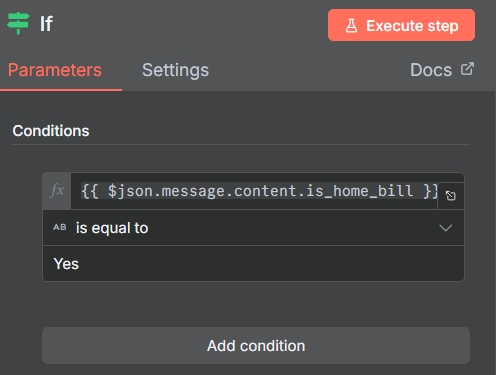 If
Execute step
Parameters
Settings
Docs
Conditions
fx
{{ $json.message.content.is_home_bill }}
AB is equal to
Yes
Add condition